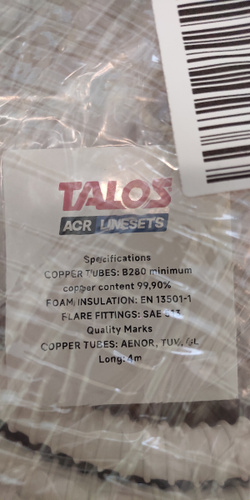 TALOS
ACR LINESETS
Specifications
COPPER TUBES: B280 minimum
copper content 99,90%
FOAM INSULATION: EN 13501-1
FLARE FITTINGS: SAE
Quality Marks
COPPER TUBES: AENOR, TUV,
Long: 4m